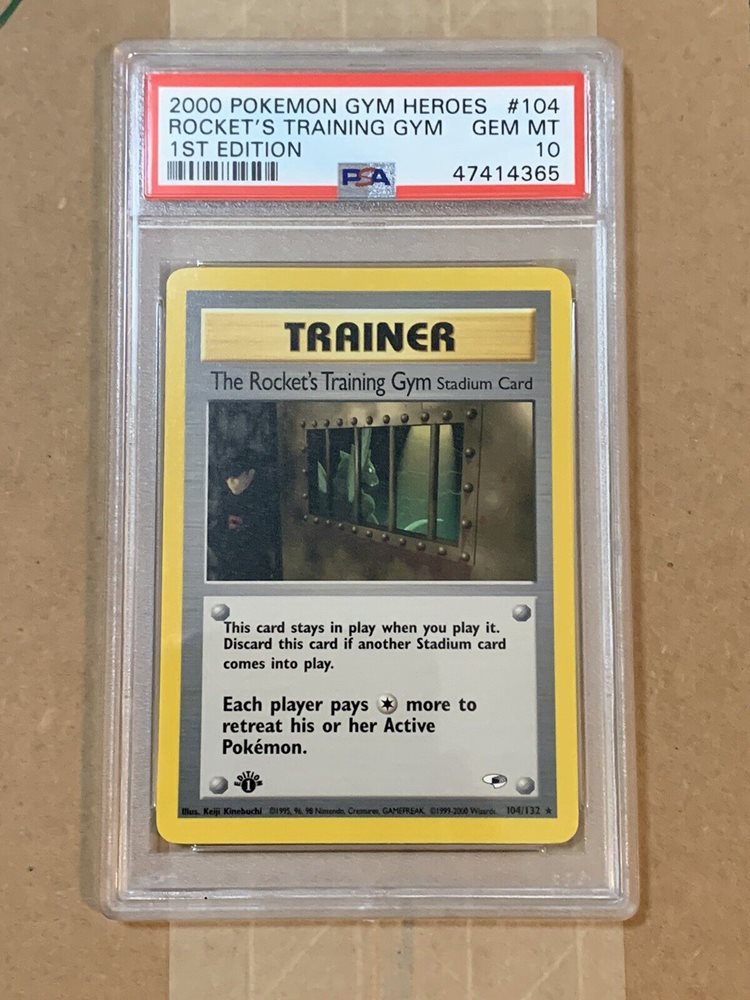 2000 POKEMON GYM HEROES #104
ROCKET'S TRAINING GYM GEM MT
1ST EDITION 10
PSA 47414365
TRAINER
The Rocket's Training Gym Stadium Card
This card stays in play when you play it.
Discard this card if another Stadium card
comes into play.
Each player pays more to
retreat his or her Active
Pokémon.
EDITION 1
Illus. Keiji Kinebuchi ©1995, 96, 98 Nintendo, Creatures, GAMEFREAK. ©1999-2000 Wizards. 104/132 ★